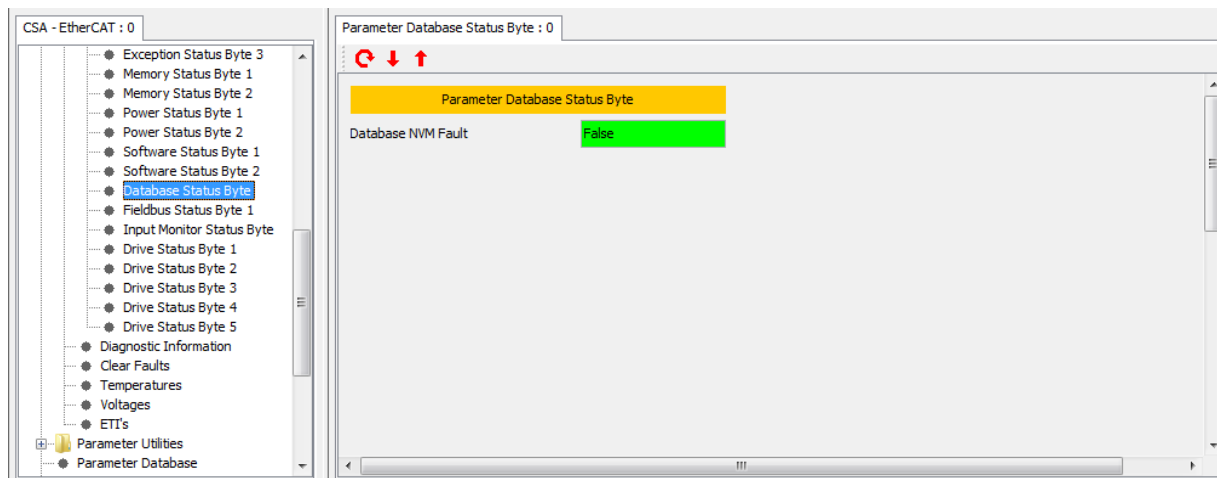 CSA - EtherCAT : 0
Exception Status Byte 3
Memory Status Byte 1
Memory Status Byte 2
Power Status Byte 1
Power Status Byte 2
Software Status Byte 1
Software Status Byte 2
Database Status Byte
Fieldbus Status Byte 1
Input Monitor Status Byte
Drive Status Byte 1
Drive Status Byte 2
Drive Status Byte 3
Drive Status Byte 4
Drive Status Byte 5
Diagnostic Information
Clear Faults
Temperatures
Voltages
ETI's
Parameter Utilities
Parameter Database
Parameter Database Status Byte : 0
Parameter Database Status Byte
Database NVM Fault False